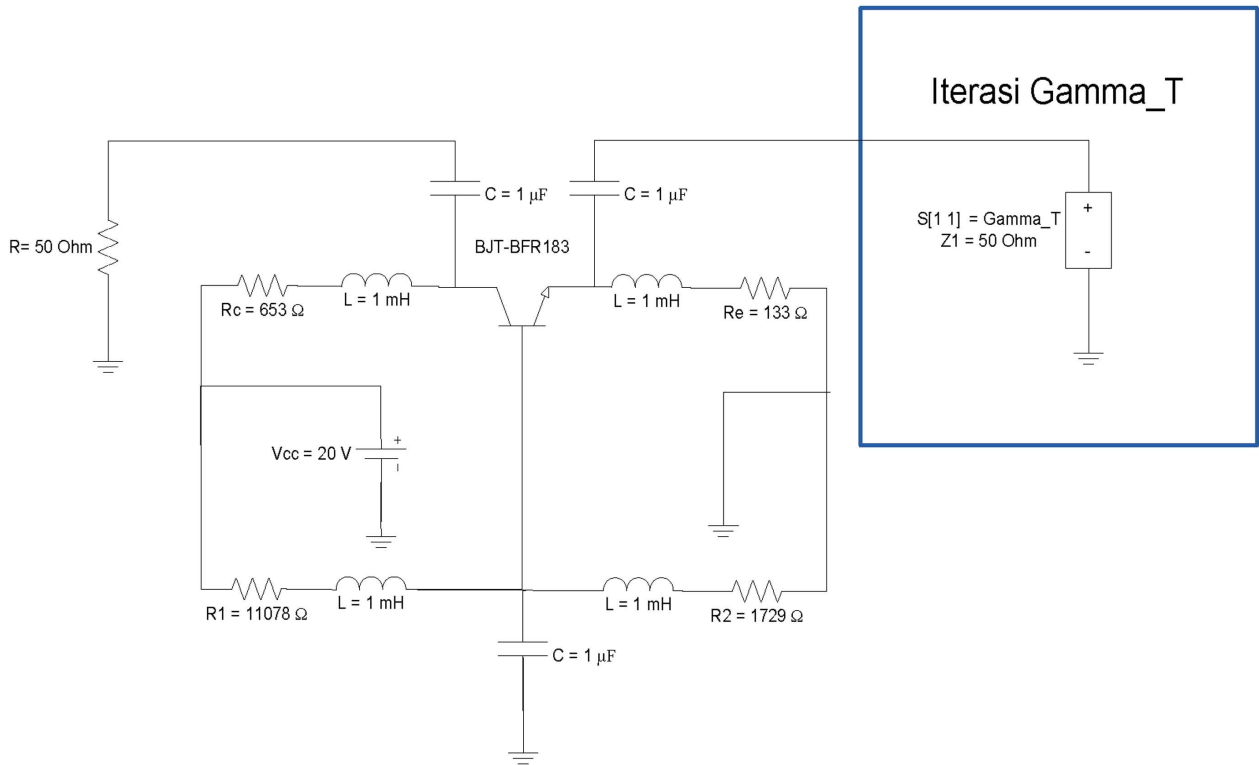 Iterasi Gamma_T
C = 1 µF
C = 1 µF
S[1 1] = Gamma_T
Z1 = 50 Ohm
+
-
R= 50 Ohm
BJT-BFR183
Rc = 653 Ω
L = 1 mH
L = 1 mH
Re = 133 Ω
Vcc = 20 V
+
-
R1 = 11078 Ω
L = 1 mH
L = 1 mH
R2 = 1729 Ω
C = 1 µF